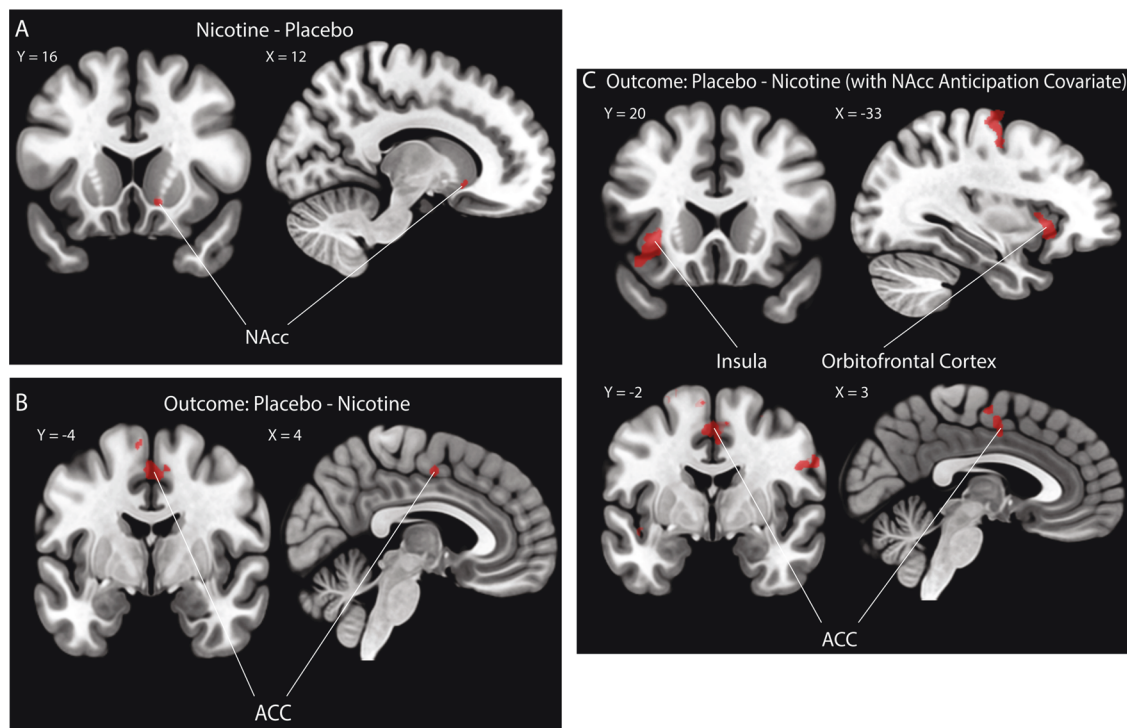 A
Nicotine - Placebo
Y = 16
X = 12
NAcc
B
Outcome: Placebo - Nicotine
Y = -4
X = 4
ACC
C Outcome: Placebo - Nicotine (with NAcc Anticipation Covariate)
Y = 20
X = -33
Insula
Orbitofrontal Cortex
Y = -2
X = 3
ACC